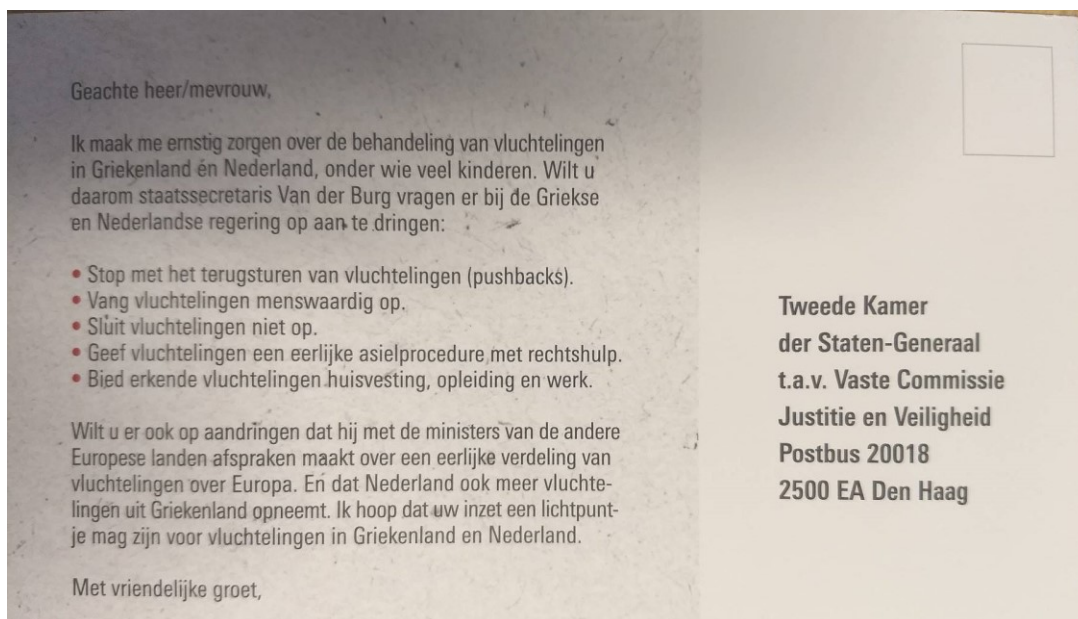 Geachte heer/mevrouw,
Ik maak me ernstig zorgen over de behandeling van vluchtelingen
in Griekenland én Nederland, onder wie veel kinderen. Wilt u
daarom staatssecretaris Van der Burg vragen er bij de Griekse
en Nederlandse regering op aan te dringen:
• Stop met het terugsturen van vluchtelingen (pushbacks).
• Vang vluchtelingen menswaardig op.
• Sluit vluchtelingen niet op.
• Geef vluchtelingen een eerlijke asielprocedure met rechtshulp.
• Bied erkende vluchtelingen huisvesting, opleiding en werk.
Wilt u er ook op aandringen dat hij met de ministers van de andere
Europese landen afspraken maakt over een eerlijke verdeling van
vluchtelingen over Europa. En dat Nederland ook meer vluchte-
lingen uit Griekenland opneemt. Ik hoop dat uw inzet een lichtpunt-
je mag zijn voor vluchtelingen in Griekenland en Nederland.
Met vriendelijke groet,
Tweede Kamer
der Staten-Generaal
t.a.v. Vaste Commissie
Justitie en Veiligheid
Postbus 20018
2500 EA Den Haag